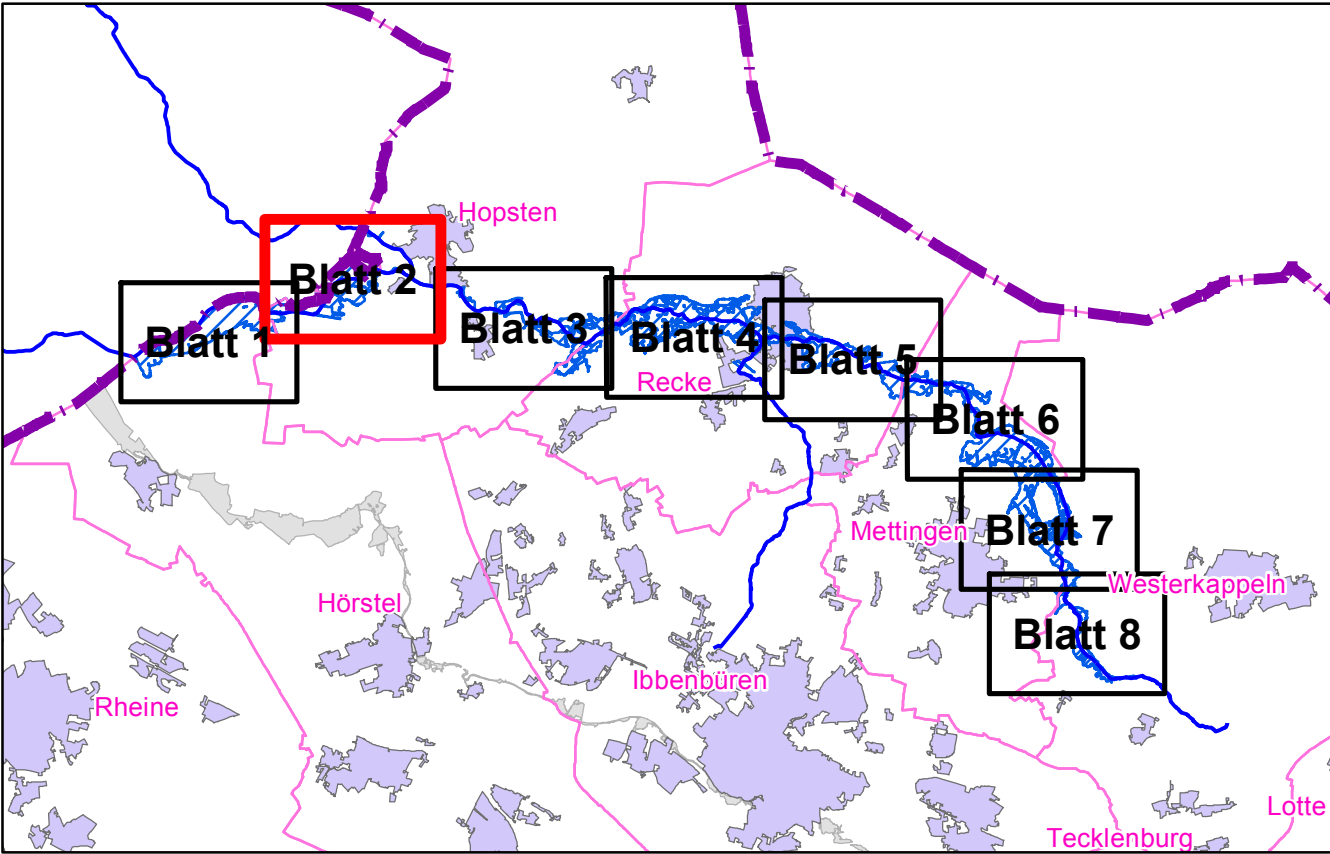 Hopsten
Blatt 2
Blatt 1
Blatt 3
Blatt 4
Blatt 5
Recke
Blatt 6
Mettingen
Blatt 7
Westerkappeln
Hörstel
Blatt 8
Ibbenbüren
Rheine
Lotte
Tecklenburg